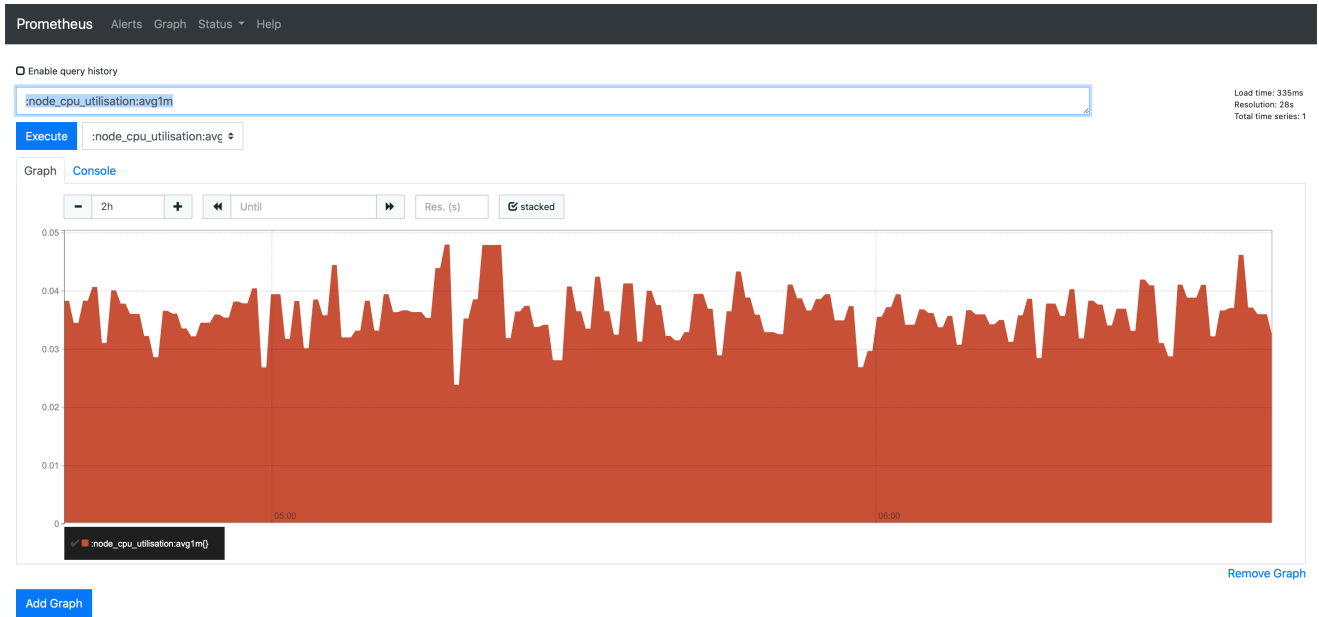 Prometheus Alerts Graph Status Help
Enable query history
:node_cpu_utilisation:avg1m
Load time: 335ms
Resolution: 28s
Total time series: 1
Execute :node_cpu_utilisation:avg
Graph Console
2h Until Res. (s) stacked
0.05
0.04
0.03
0.02
0.01
0
05:00 06:00
:node_cpu_utilisation:avg1m{}
Remove Graph
Add Graph